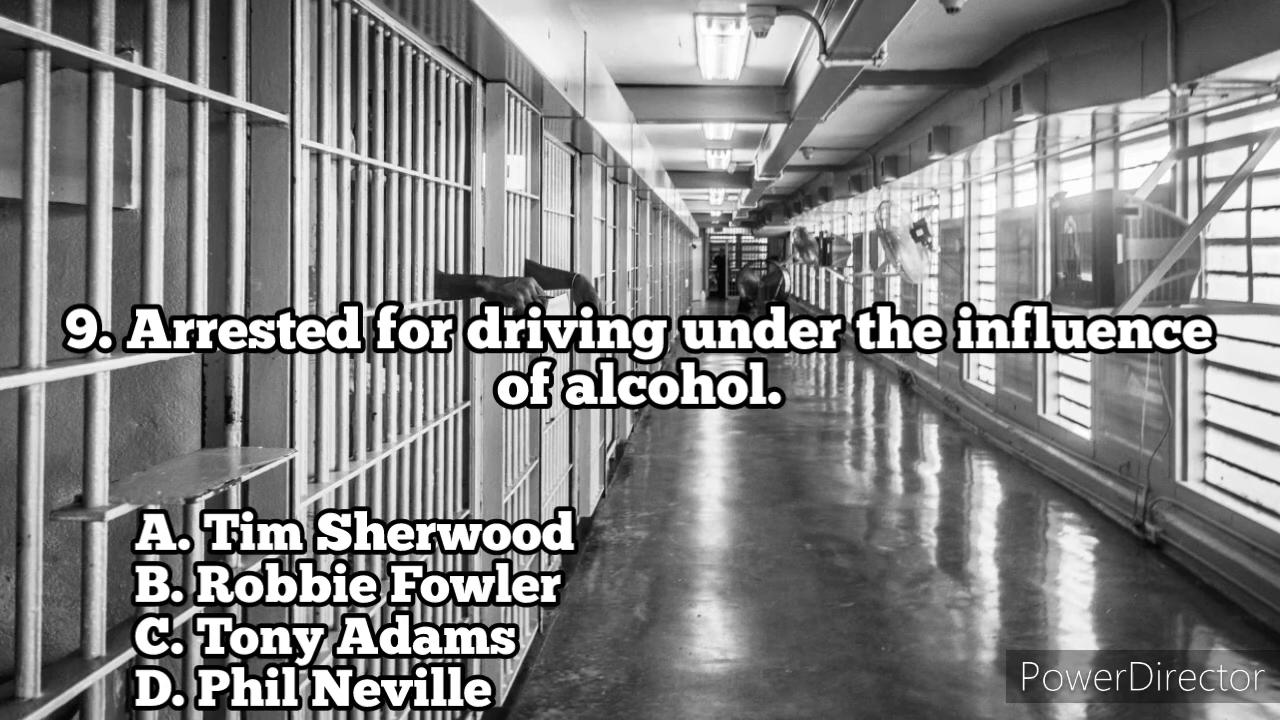 9. Arrested for driving under the influence
of alcohol.
A. Tim Sherwood
B. Robbie Fowler
C. Tony Adams
D. Phil Neville
PowerDirector